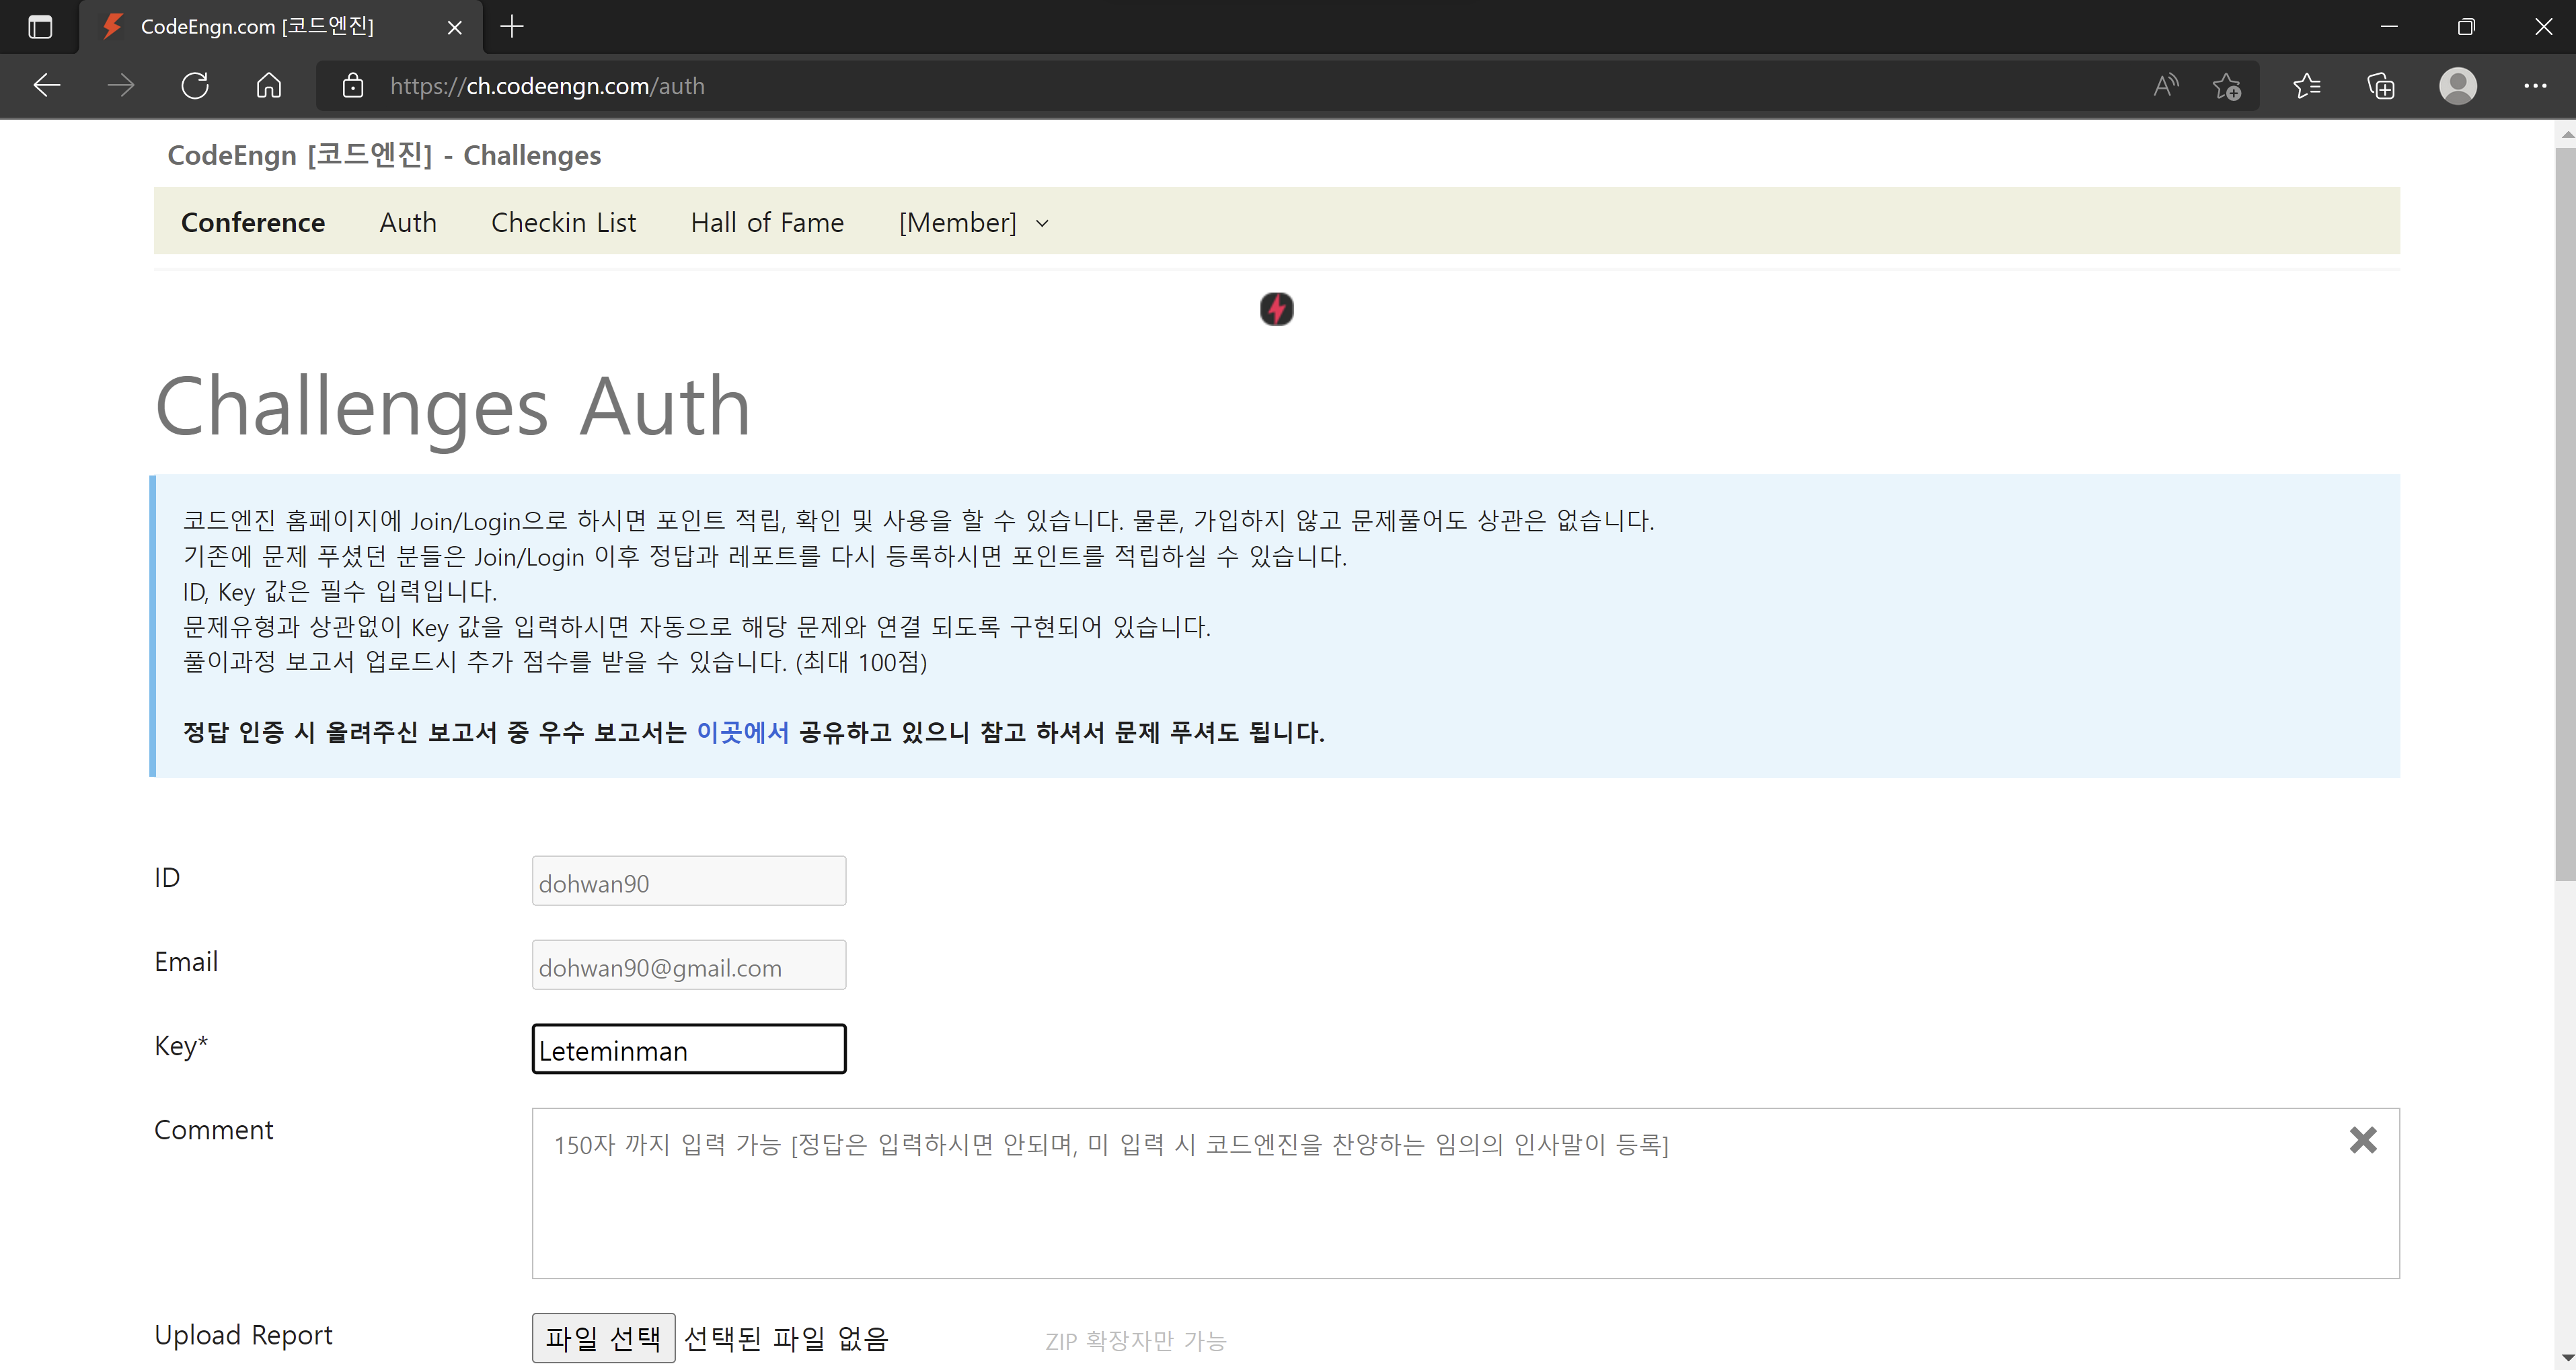 CodeEngn.com [코드엔진]
https://ch.codeengn.com/auth
CodeEngn [코드엔진] - Challenges
Conference Auth Checkin List Hall of Fame [Member]
Challenges Auth
코드엔진 홈페이지에 Join/Login으로 하시면 포인트 적립, 확인 및 사용을 할 수 있습니다. 물론, 가입하지 않고 문제풀어도 상관은 없습니다.
기존에 문제 푸셨던 분들은 Join/Login 이후 정답과 레포트를 다시 등록하시면 포인트를 적립하실 수 있습니다.
ID, Key 값은 필수 입력입니다.
문제유형과 상관없이 Key 값을 입력하시면 자동으로 해당 문제와 연결 되도록 구현되어 있습니다.
풀이과정 보고서 업로드시 추가 점수를 받을 수 있습니다. (최대 100점)
정답 인증 시 올려주신 보고서 중 우수 보고서는 이곳에서 공유하고 있으니 참고 하셔서 문제 푸셔도 됩니다.
ID dohwan90
Email dohwan90@gmail.com
Key* Leteminman
Comment 150자 까지 입력 가능 [정답은 입력하시면 안되며, 미 입력 시 코드엔진을 찬양하는 임의의 인사말이 등록]
Upload Report 파일 선택 선택된 파일 없음 ZIP 확장자만 가능